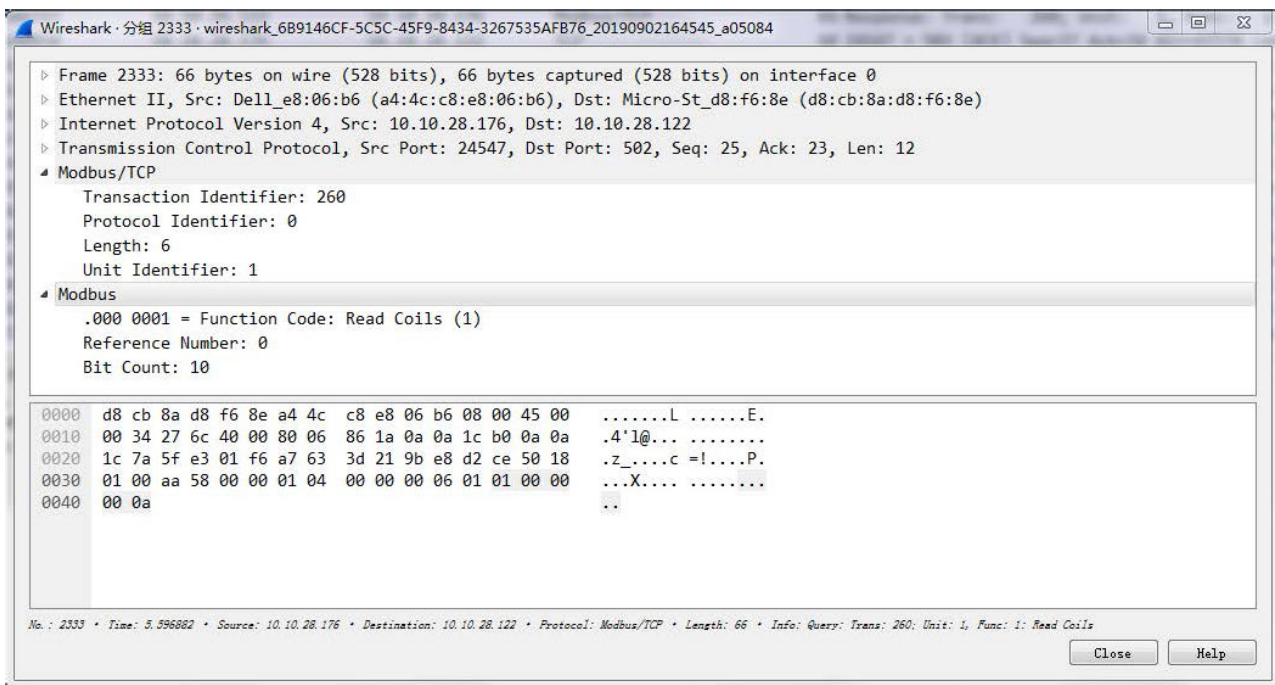 Wireshark · 分组 2333 · wireshark_6B9146CF-5C5C-45F9-8434-3267535AFB76_20190902164545_a05084
Frame 2333: 66 bytes on wire (528 bits), 66 bytes captured (528 bits) on interface 0
Ethernet II, Src: Dell_e8:06:b6 (a4:4c:c8:e8:06:b6), Dst: Micro-St_d8:f6:8e (d8:cb:8a:d8:f6:8e)
Internet Protocol Version 4, Src: 10.10.28.176, Dst: 10.10.28.122
Transmission Control Protocol, Src Port: 24547, Dst Port: 502, Seq: 25, Ack: 23, Len: 12
Modbus/TCP
Transaction Identifier: 260
Protocol Identifier: 0
Length: 6
Unit Identifier: 1
Modbus
.000 0001 = Function Code: Read Coils (1)
Reference Number: 0
Bit Count: 10
0000 d8 cb 8a d8 f6 8e a4 4c c8 e8 06 b6 08 00 45 00 .......L ......E.
0010 00 34 27 6c 40 00 80 06 86 1a 0a 0a 1c b0 0a 0a .4'l@... ........
0020 1c 7a 5f e3 01 f6 a7 63 3d 21 9b e8 d2 ce 50 18 .z_....c =!....P.
0030 01 00 aa 58 00 00 01 04 00 00 00 06 01 01 00 00 ...X.... ........
0040 00 0a ..
No.: 2333 · Time: 5.596882 · Source: 10.10.28.176 · Destination: 10.10.28.122 · Protocol: Modbus/TCP · Length: 66 · Info: Query: Trans: 260; Unit: 1, Func: 1: Read Coils
Close Help